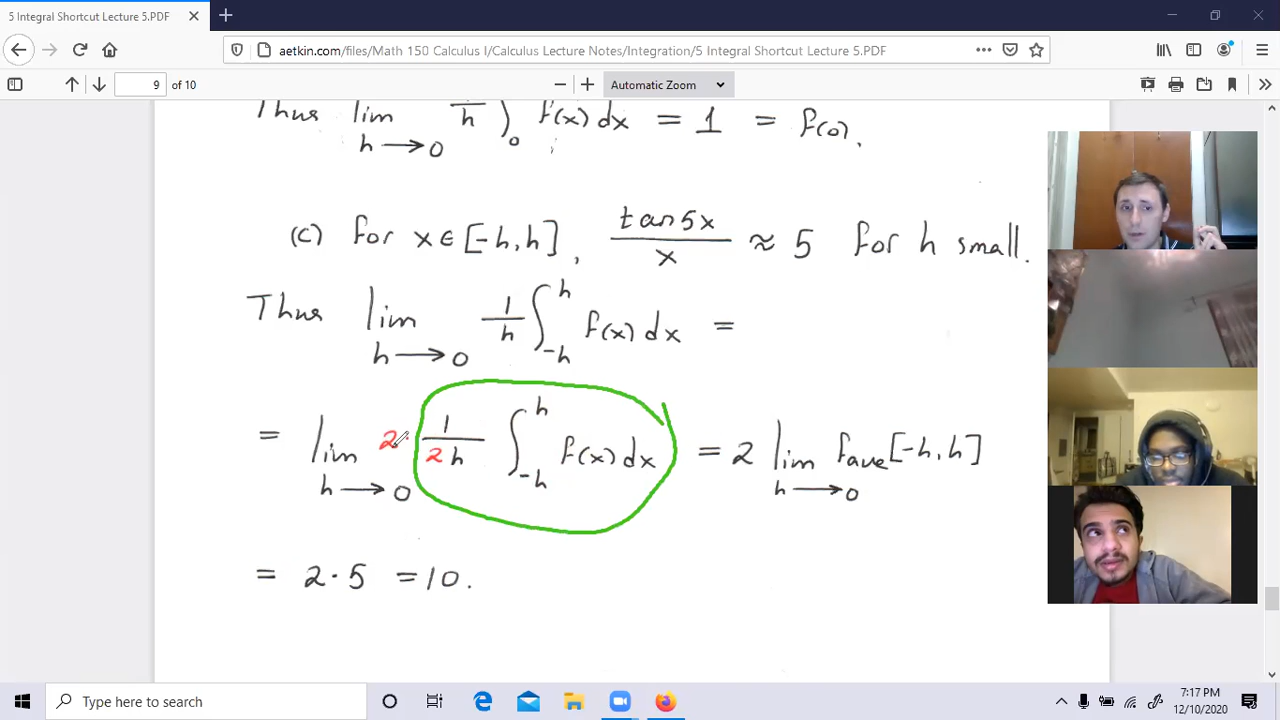 5 Integral Shortcut Lecture 5.PDF
aetkin.com/files/Math 150 Calculus I/Calculus Lecture Notes/Integration/5 Integral Shortcut Lecture 5.PDF
9 of 10
Automatic Zoom
Thus lim h→0 1/h ∫_0^h f(x) dx = 1 = f(0).
(c) for x ∈ [-h, h], tan 5x / x ≈ 5 for h small.
Thus lim h→0 1/h ∫_-h^h f(x) dx =
= lim h→0 2· 1/2h ∫_-h^h f(x) dx = 2 lim h→0 fave [-h, h]
= 2 · 5 = 10.
Type here to search
7:17 PM
12/10/2020